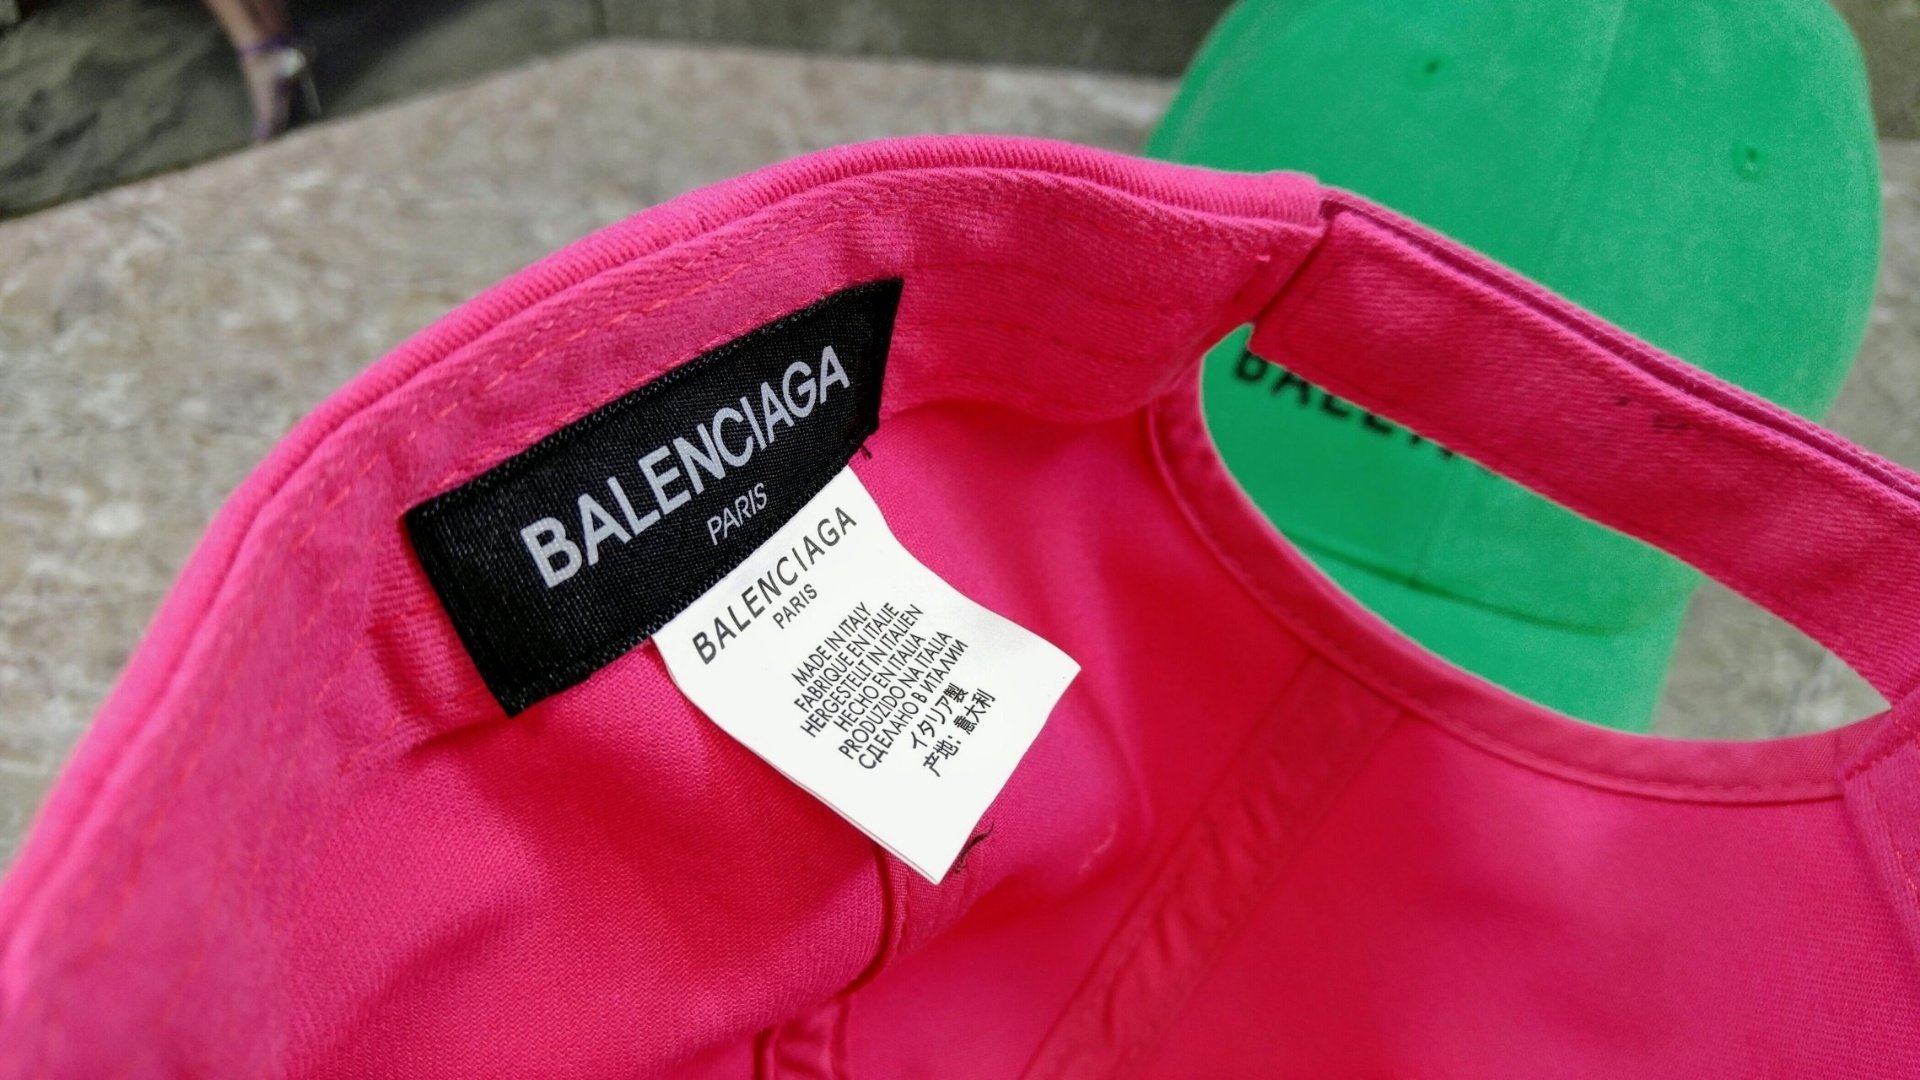 BALENCIAGA
PARIS
BALENCIAGA
PARIS
MADE IN ITALY
FABRIQUE EN ITALIE
HERGESTELLT IN ITALIEN
HECHO EN ITALIA
PRODUZIDO NA ITALIA
СДЕЛАНО В ИТАЛИИ
イタリア製
产地：意大利